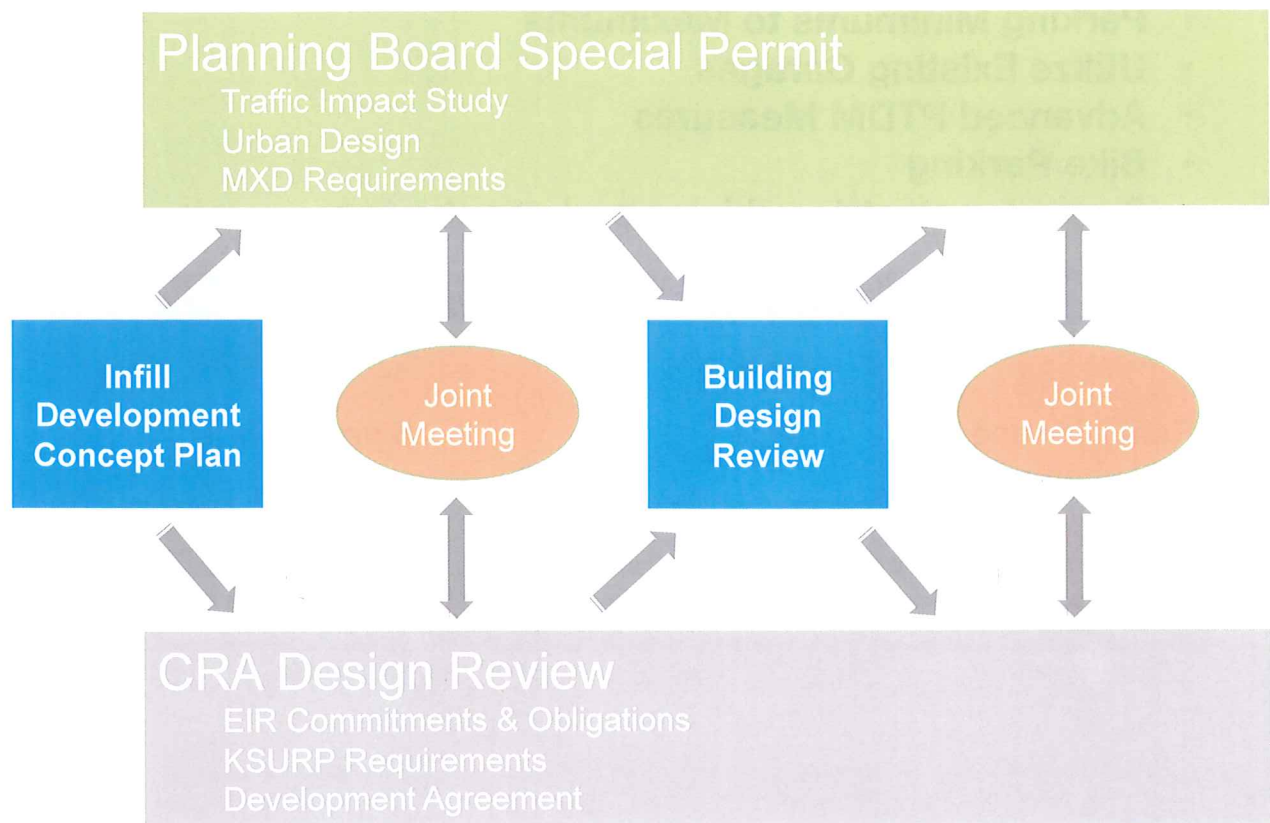 Planning Board Special Permit
Traffic Impact Study
Urban Design
MXD Requirements
Infill
Development
Concept Plan
Joint
Meeting
Building
Design
Review
Joint
Meeting
CRA Design Review
EIR Commitments & Obligations
KSURP Requirements
Development Agreement